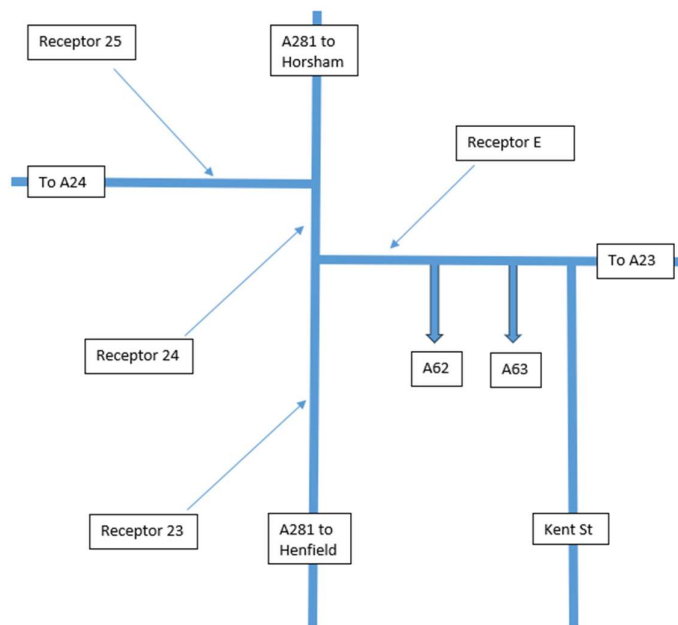 Receptor 25
A281 to
Horsham
Receptor E
To A24
To A23
Receptor 24
A62
A63
Receptor 23
A281 to
Henfield
Kent St